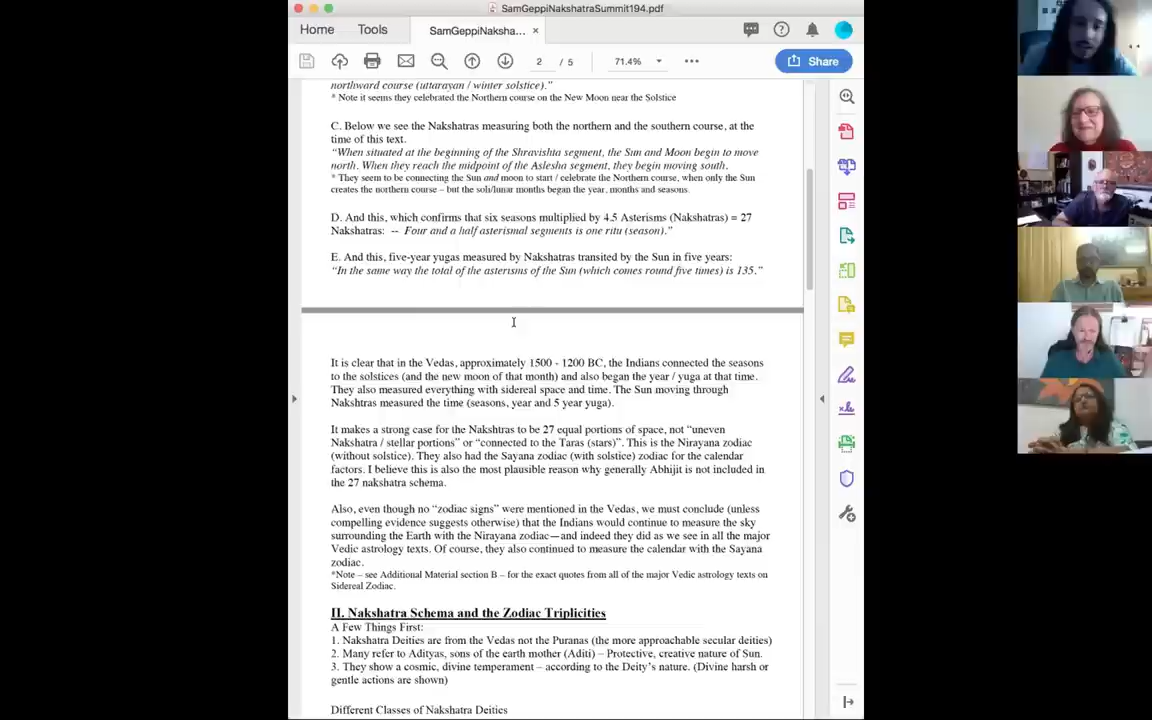 SamGeppiNakshatraSummit194.pdf
Home Tools SamGeppiNaksha... ×
2 / 5 71.4% Share
northward course (uttarayan / winter solstice)."
* Note it seems they celebrated the Northern course on the New Moon near the Solstice
C. Below we see the Nakshatras measuring both the northern and the southern course, at the
time of this text.
"When situated at the beginning of the Shravishta segment, the Sun and Moon begin to move
north. When they reach the midpoint of the Aslesha segment, they begin moving south.
* They seem to be connecting the Sun and moon to start / celebrate the Northern course, when only the Sun
creates the northern course – but the soli/lunar months began the year, months and seasons.
D. And this, which confirms that six seasons multiplied by 4.5 Asterisms (Nakshatras) = 27
Nakshatras: -- Four and a half asterismal segments is one ritu (season)."
E. And this, five-year yugas measured by Nakshatras transited by the Sun in five years:
"In the same way the total of the asterisms of the Sun (which comes round five times) is 135."
It is clear that in the Vedas, approximately 1500 - 1200 BC, the Indians connected the seasons
to the solstices (and the new moon of that month) and also began the year / yuga at that time.
They also measured everything with sidereal space and time. The Sun moving through
Nakshtras measured the time (seasons, year and 5 year yuga).
It makes a strong case for the Nakshtras to be 27 equal portions of space, not "uneven
Nakshatra / stellar portions" or "connected to the Taras (stars)". This is the Nirayana zodiac
(without solstice). They also had the Sayana zodiac (with solstice) zodiac for the calendar
factors. I believe this is also the most plausible reason why generally Abhijit is not included in
the 27 nakshatra schema.
Also, even though no "zodiac signs" were mentioned in the Vedas, we must conclude (unless
compelling evidence suggests otherwise) that the Indians would continue to measure the sky
surrounding the Earth with the Nirayana zodiac—and indeed they did as we see in all the major
Vedic astrology texts. Of course, they also continued to measure the calendar with the Sayana
zodiac.
*Note – see Additional Material section B – for the exact quotes from all of the major Vedic astrology texts on
Sidereal Zodiac.
II. Nakshatra Schema and the Zodiac Triplicities
A Few Things First:
1. Nakshatra Deities are from the Vedas not the Puranas (the more approachable secular deities)
2. Many refer to Adityas, sons of the earth mother (Aditi) – Protective, creative nature of Sun.
3. They show a cosmic, divine temperament – according to the Deity's nature. (Divine harsh or
gentle actions are shown)
Different Classes of Nakshatra Deities